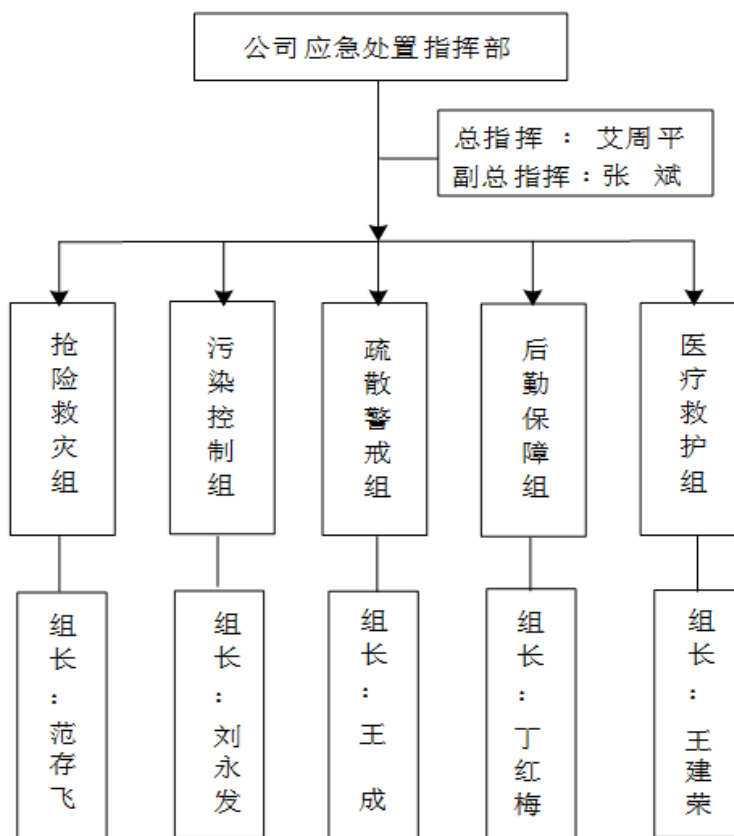 公司应急处置指挥部
总指挥：艾周平
副总指挥：张 斌
抢险救灾组
污染控制组
疏散警戒组
后勤保障组
医疗救护组
组长：范存飞
组长：刘永发
组长：王 成
组长：丁红梅
组长：王建荣